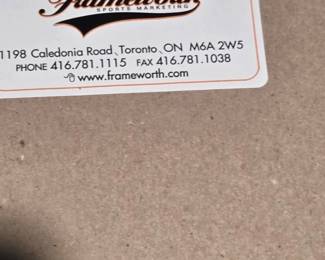 Frameworth
SPORTS MARKETING
1198 Caledonia Road, Toronto, ON M6A 2W5
PHONE 416.781.1115 FAX 416.781.1038
www.frameworth.com